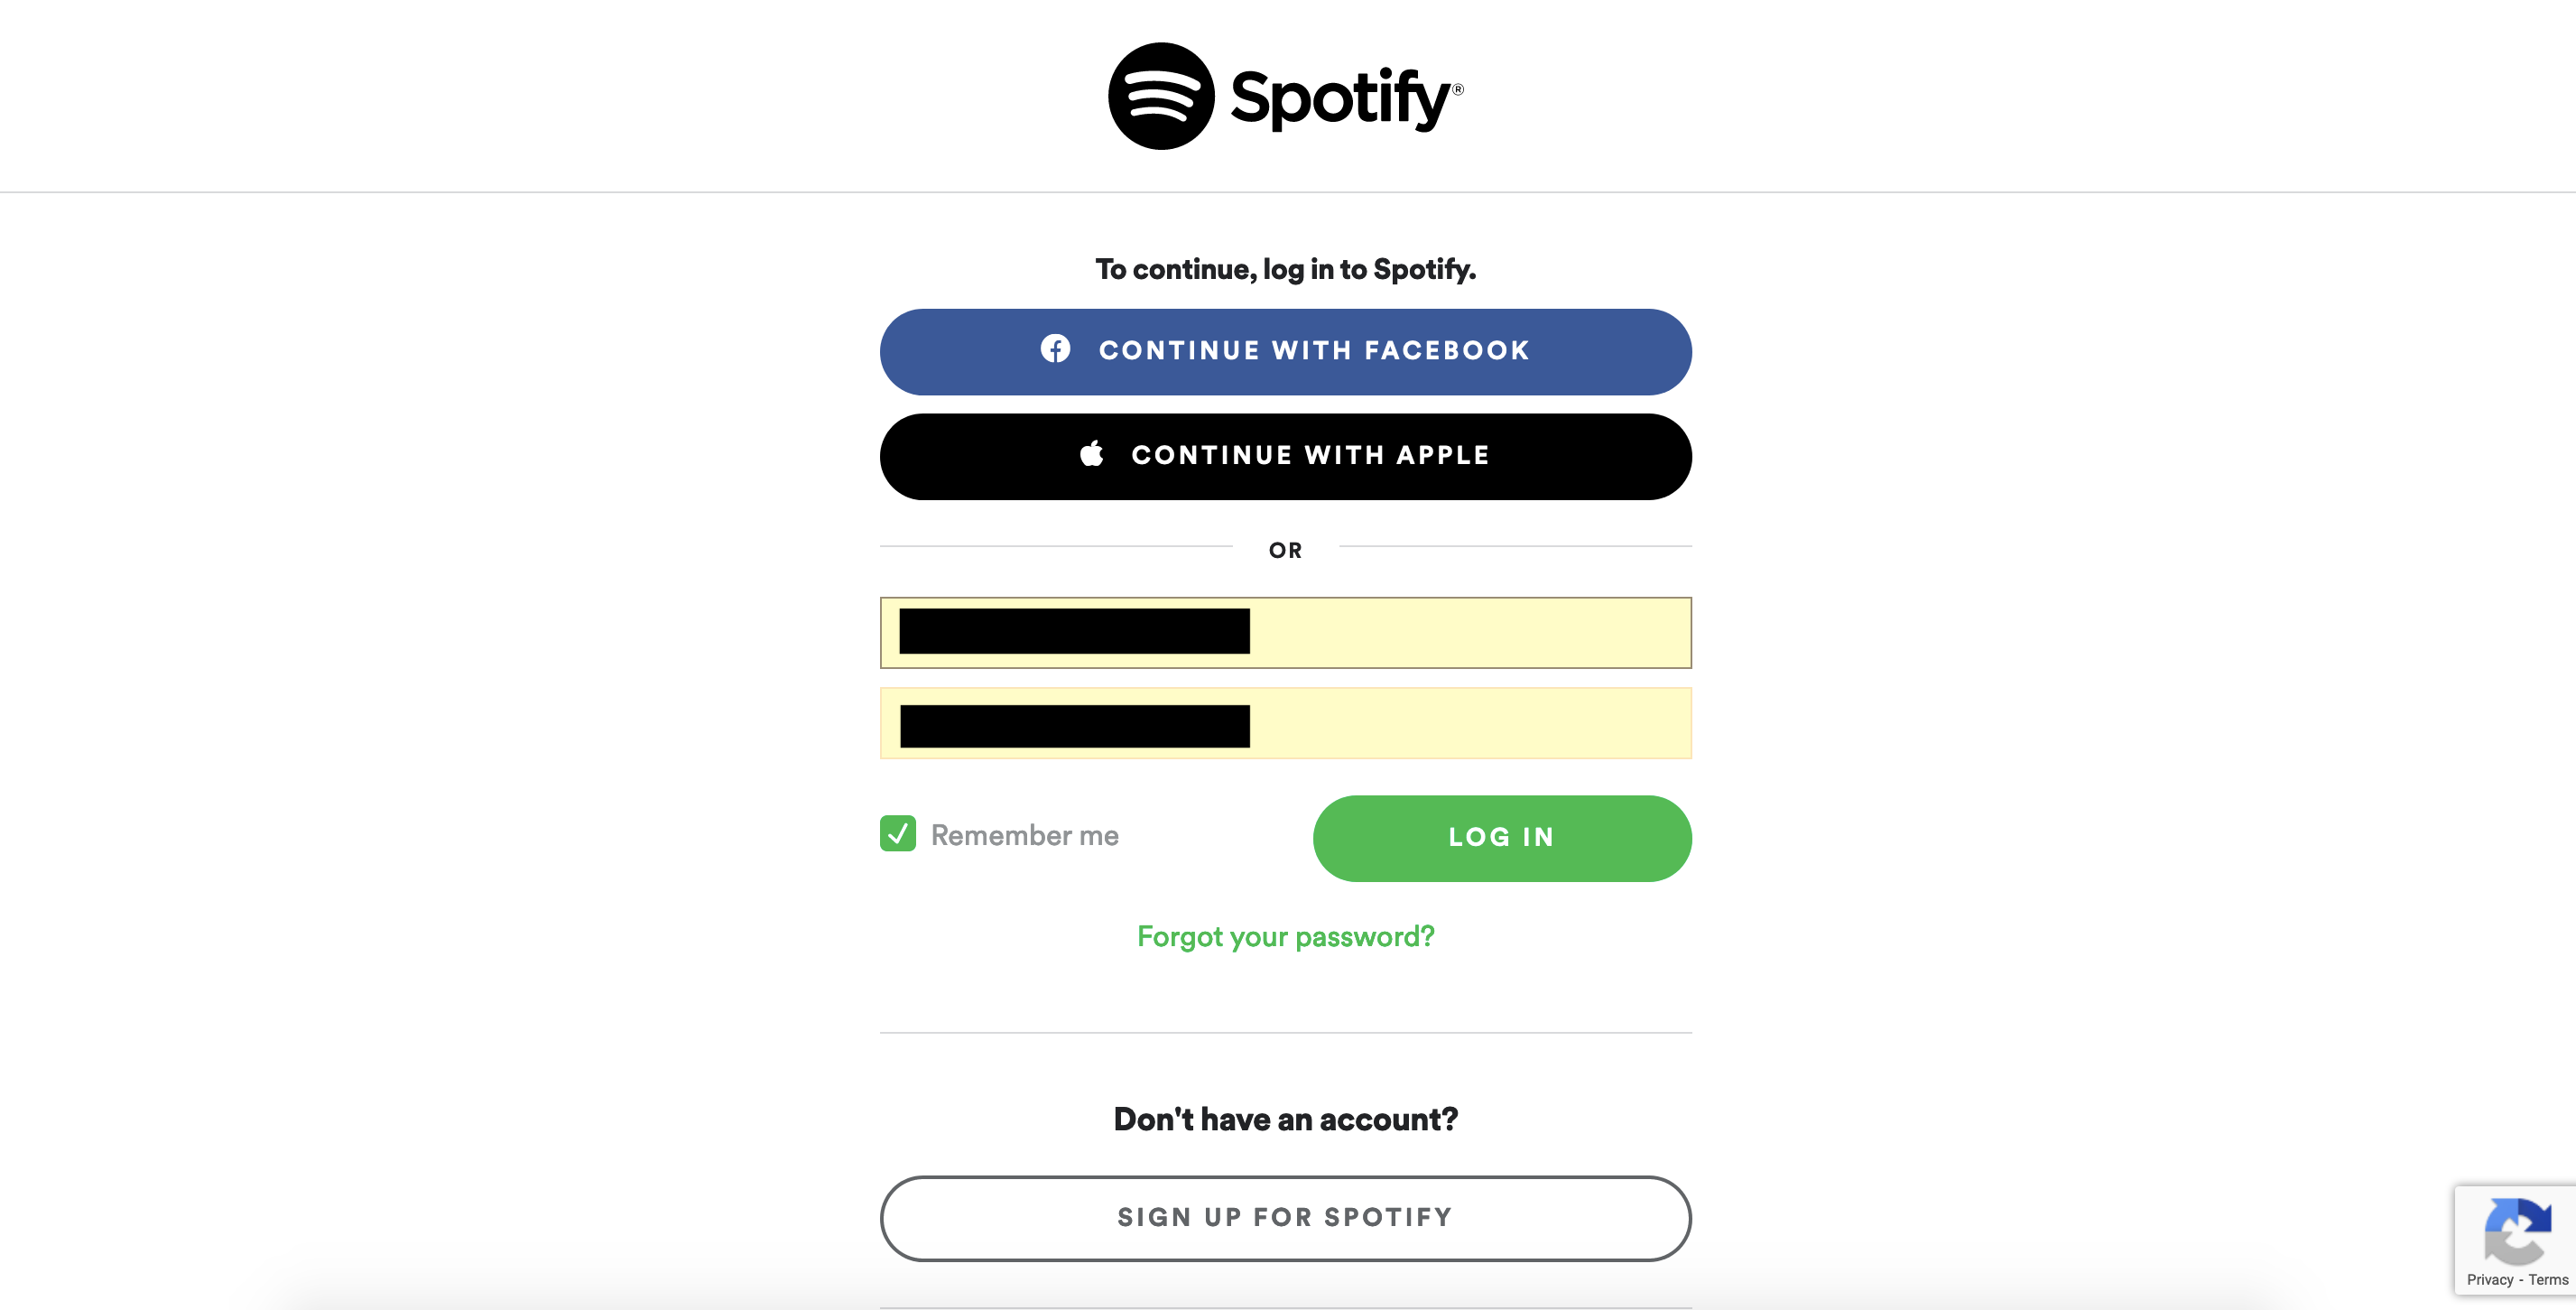 Spotify®
To continue, log in to Spotify.
CONTINUE WITH FACEBOOK
CONTINUE WITH APPLE
OR
Remember me
LOG IN
Forgot your password?
Don't have an account?
SIGN UP FOR SPOTIFY
Privacy - Terms